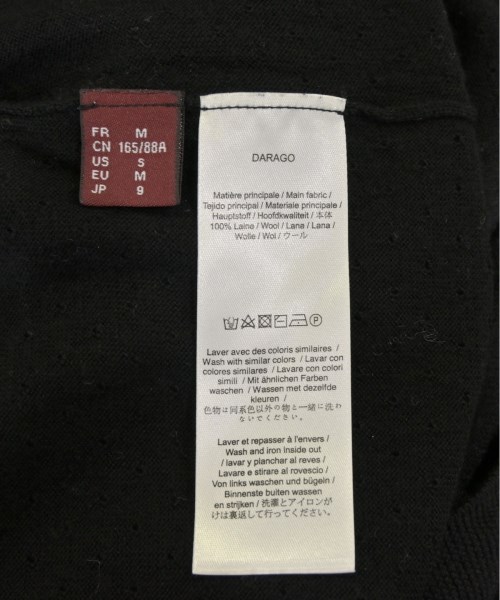 FR M
CN 165/88A
US S
EU M
JP 9
DARAGO
Matière principale / Main fabric /
Tejido principal / Materiale principale /
Hauptstoff / Hoofdkwaliteit / 本体
100% Laine / Wool / Lana / Lana /
Wolle / Wol / ウール
Laver avec des coloris similaires /
Wash with similar colors / Lavar con
colores similares / Lavare con colori
simili / Mit ähnlichen Farben
waschen / Wassen met dezelfde
kleuren /
色物は同系色以外の物と一緒に洗わ
ないでください。
Laver et repasser à l'envers /
Wash and iron Inside out
/ lavar y planchar al reves /
Lavare e stirare al rovescio /
Von links waschen und bügeln /
Binnenste buiten wassen
en strijken / 洗濯とアイロンが
けは裏返して行ってください。